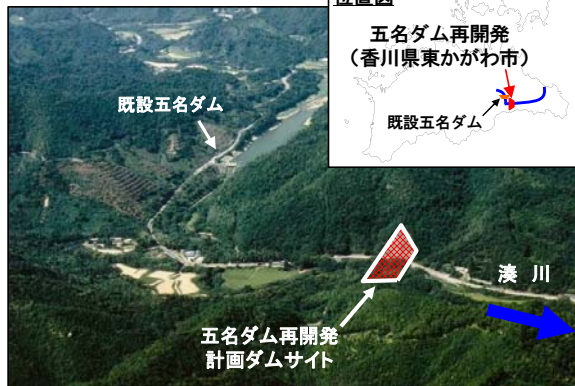 位置図
五名ダム再開発
（香川県東かがわ市）
既設五名ダム
既設五名ダム
湊川
五名ダム再開発
計画ダムサイト